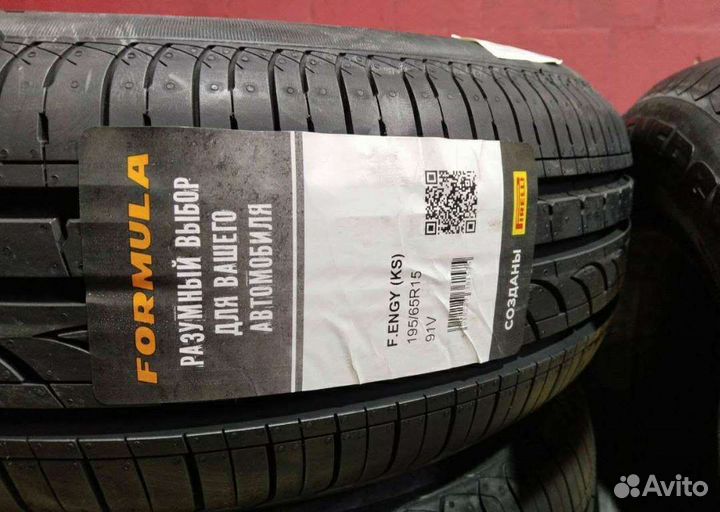 FORMULA
РАЗУМНЫЙ ВЫБОР
ДЛЯ ВАШЕГО
АВТОМОБИЛЯ
F.ENGY (KS)
195/65R15
91V
СОЗДАНЫ
PIRELLI
Avito